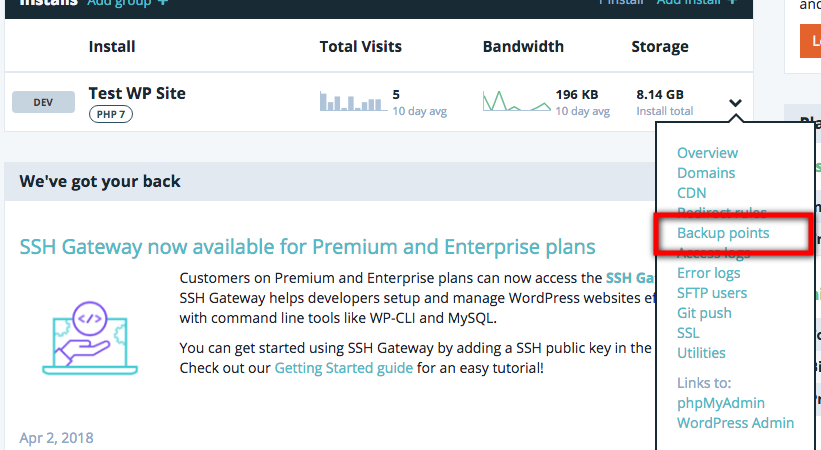 Installs Add group +
1 Install Add Install +
Install Total Visits Bandwidth Storage
DEV
Test WP Site
PHP 7
5
10 day avg
196 KB
10 day avg
8.14 GB
Install total
Overview
Domains
CDN
Redirect rules
Backup points
Access logs
Error logs
SFTP users
Git push
SSL
Utilities
Links to:
phpMyAdmin
WordPress Admin
We've got your back
SSH Gateway now available for Premium and Enterprise plans
Customers on Premium and Enterprise plans can now access the SSH Ga
SSH Gateway helps developers setup and manage WordPress websites
with command line tools like WP-CLI and MySQL.
You can get started using SSH Gateway by adding a SSH public key in the
Check out our Getting Started guide for an easy tutorial!
Apr 2, 2018